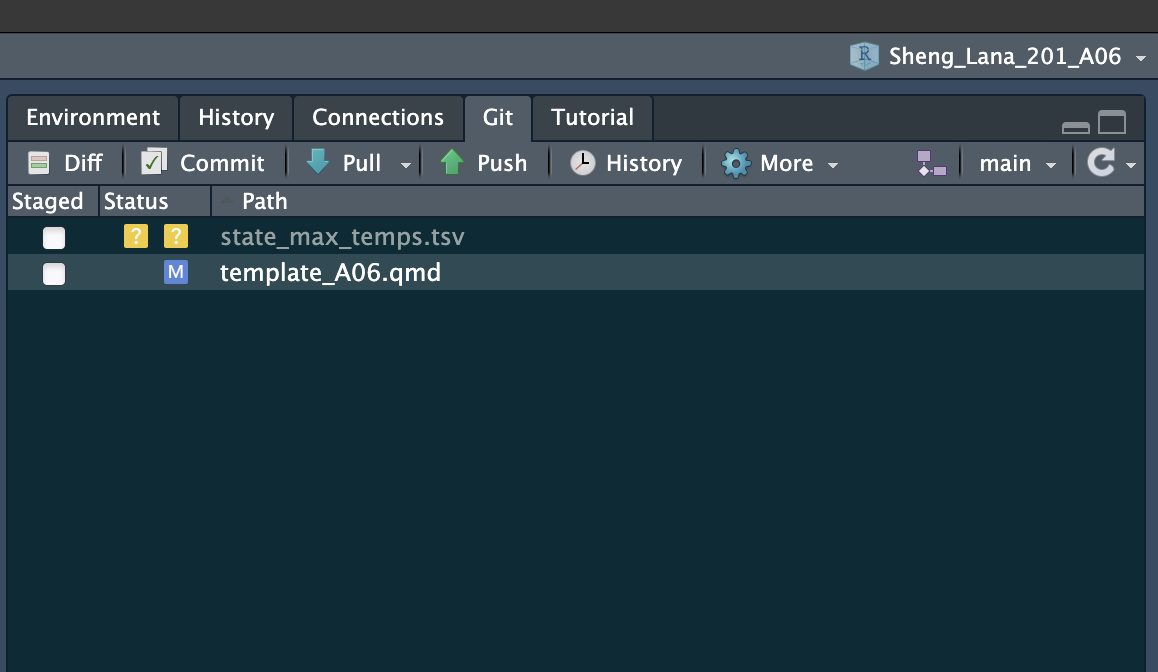 Sheng_Lana_201_A06
Environment History Connections Git Tutorial
Diff Commit Pull Push History More main
Staged Status Path
? ? state_max_temps.tsv
M template_A06.qmd